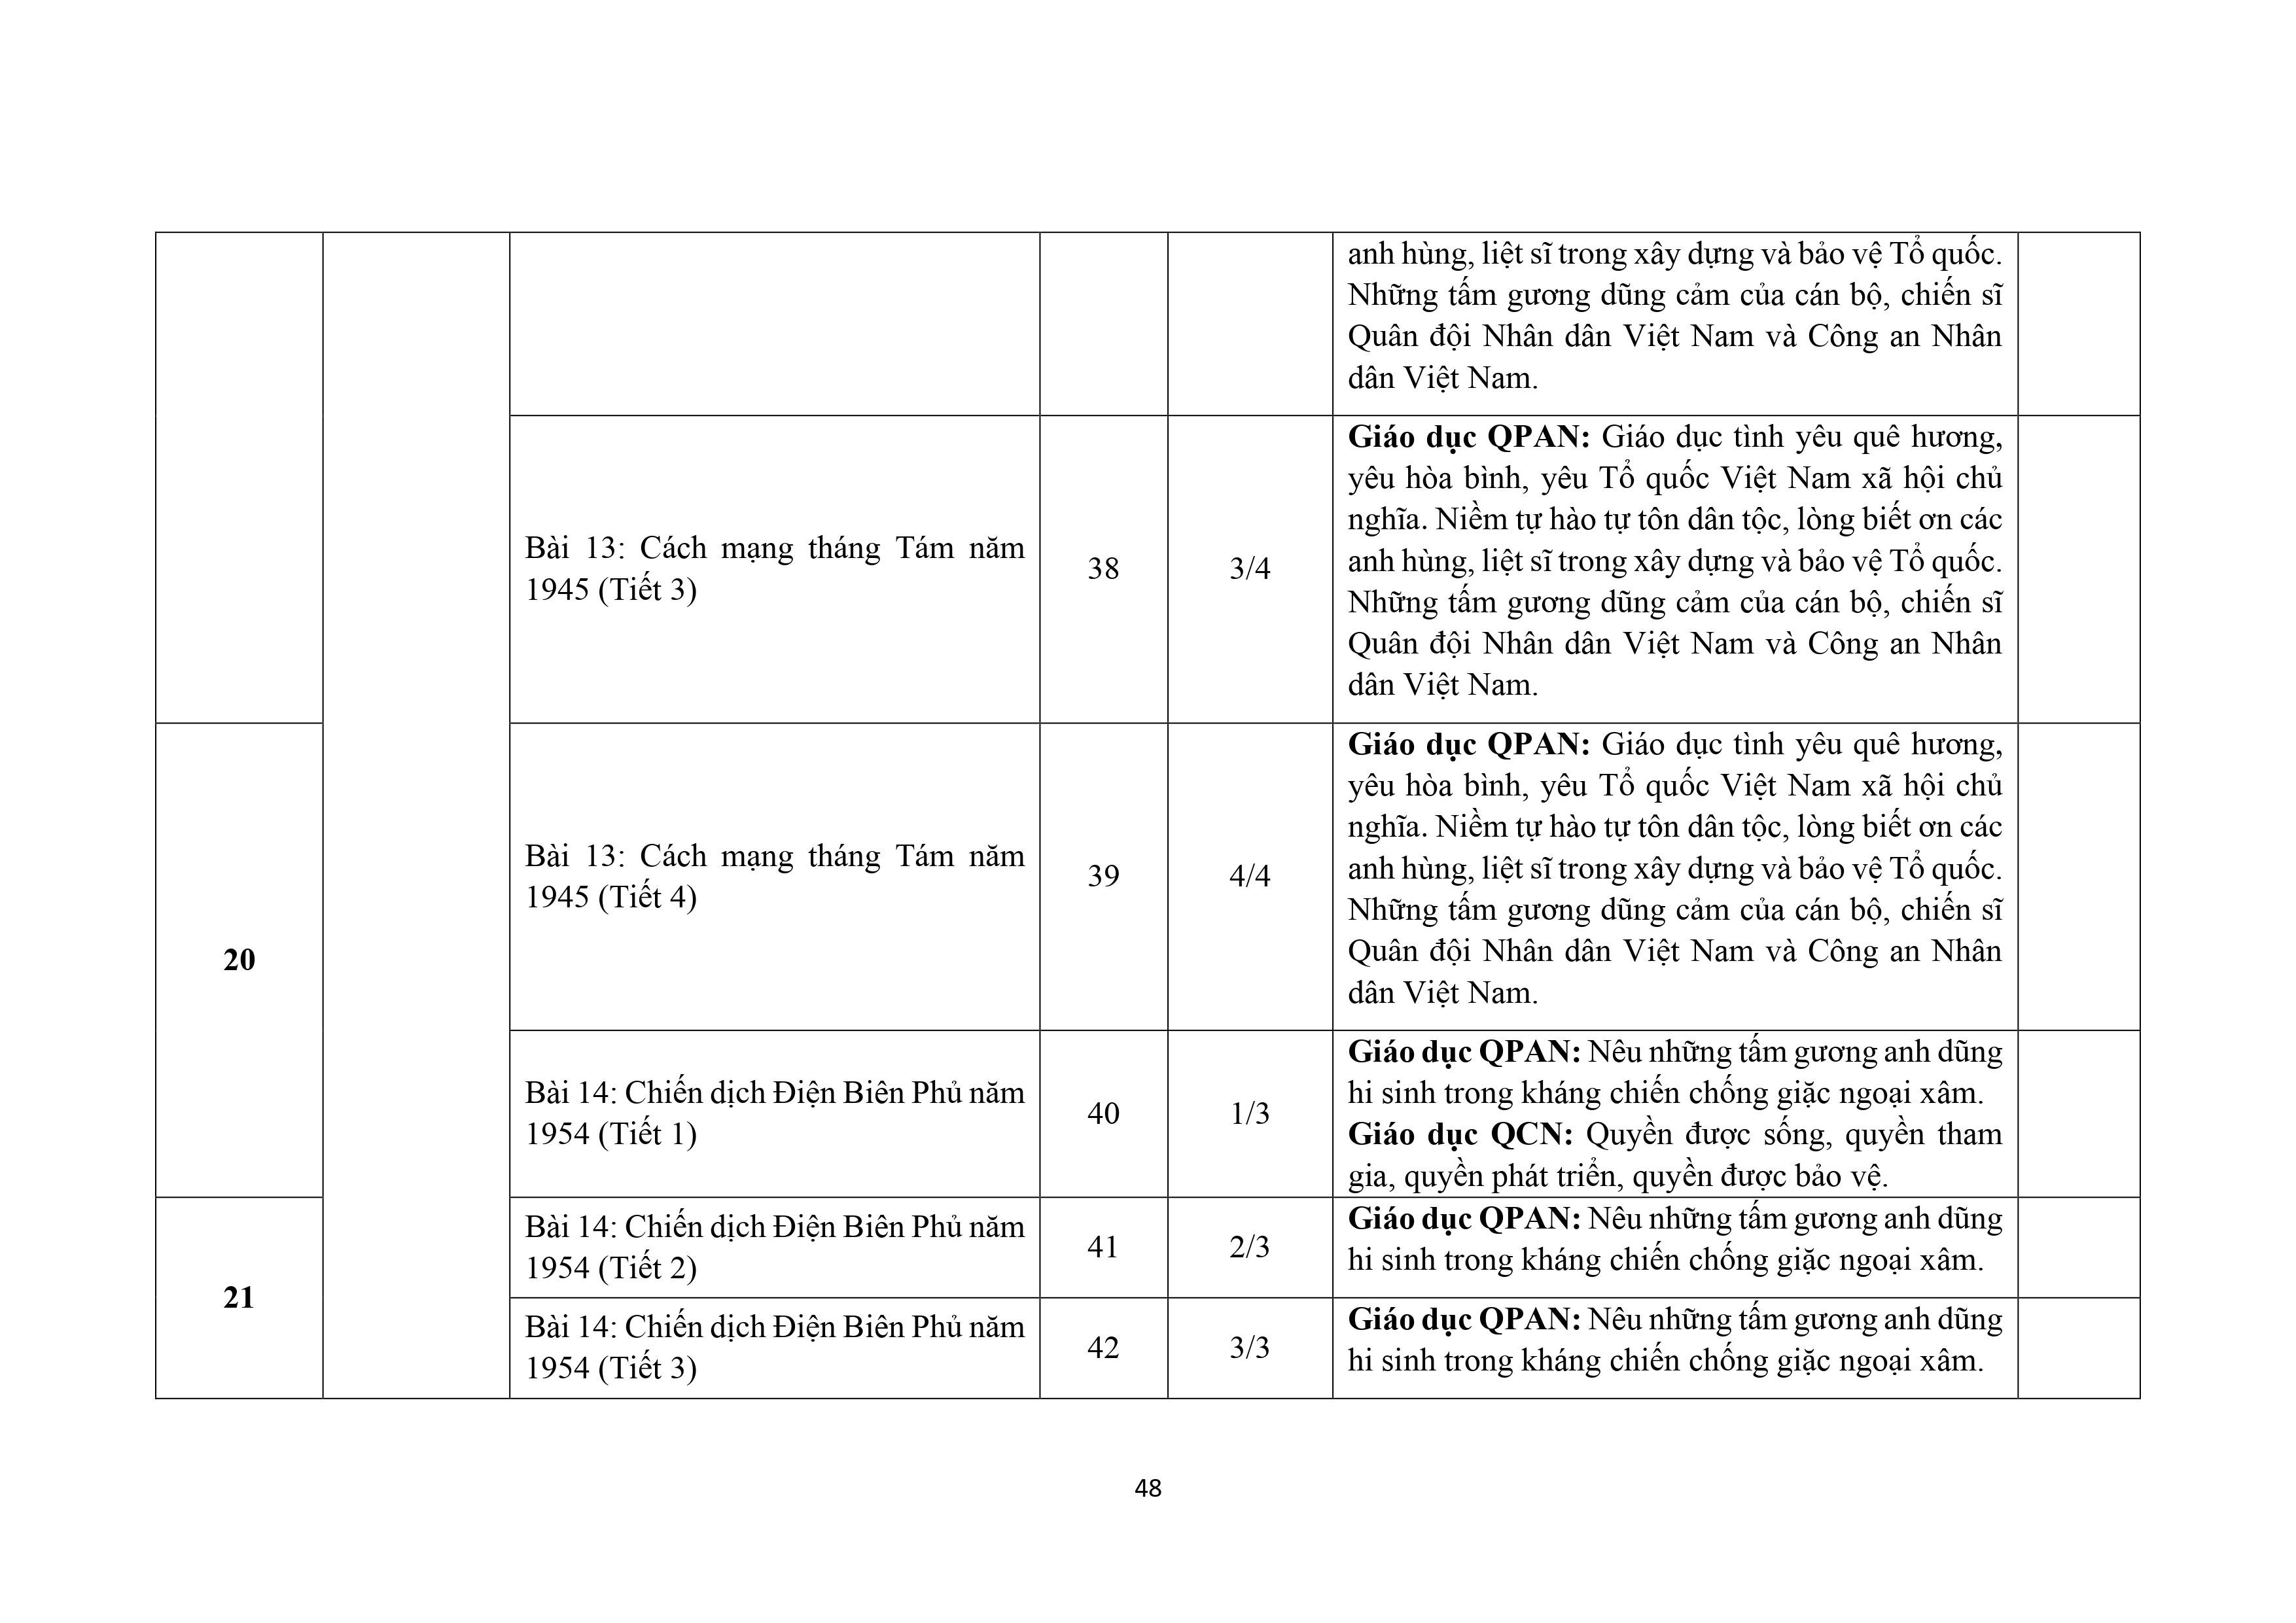 anh hùng, liệt sĩ trong xây dựng và bảo vệ Tổ quốc.
Những tấm gương dũng cảm của cán bộ, chiến sĩ
Quân đội Nhân dân Việt Nam và Công an Nhân
dân Việt Nam.
Bài 13: Cách mạng tháng Tám năm
1945 (Tiết 3)
38
3/4
Giáo dục QPAN: Giáo dục tình yêu quê hương,
yêu hòa bình, yêu Tổ quốc Việt Nam xã hội chủ
nghĩa. Niềm tự hào tự tôn dân tộc, lòng biết ơn các
anh hùng, liệt sĩ trong xây dựng và bảo vệ Tổ quốc.
Những tấm gương dũng cảm của cán bộ, chiến sĩ
Quân đội Nhân dân Việt Nam và Công an Nhân
dân Việt Nam.
20
Bài 13: Cách mạng tháng Tám năm
1945 (Tiết 4)
39
4/4
Giáo dục QPAN: Giáo dục tình yêu quê hương,
yêu hòa bình, yêu Tổ quốc Việt Nam xã hội chủ
nghĩa. Niềm tự hào tự tôn dân tộc, lòng biết ơn các
anh hùng, liệt sĩ trong xây dựng và bảo vệ Tổ quốc.
Những tấm gương dũng cảm của cán bộ, chiến sĩ
Quân đội Nhân dân Việt Nam và Công an Nhân
dân Việt Nam.
Bài 14: Chiến dịch Điện Biên Phủ năm
1954 (Tiết 1)
40
1/3
Giáo dục QPAN: Nêu những tấm gương anh dũng
hi sinh trong kháng chiến chống giặc ngoại xâm.
Giáo dục QCN: Quyền được sống, quyền tham
gia, quyền phát triển, quyền được bảo vệ.
21
Bài 14: Chiến dịch Điện Biên Phủ năm
1954 (Tiết 2)
41
2/3
Giáo dục QPAN: Nêu những tấm gương anh dũng
hi sinh trong kháng chiến chống giặc ngoại xâm.
Bài 14: Chiến dịch Điện Biên Phủ năm
1954 (Tiết 3)
42
3/3
Giáo dục QPAN: Nêu những tấm gương anh dũng
hi sinh trong kháng chiến chống giặc ngoại xâm.
48